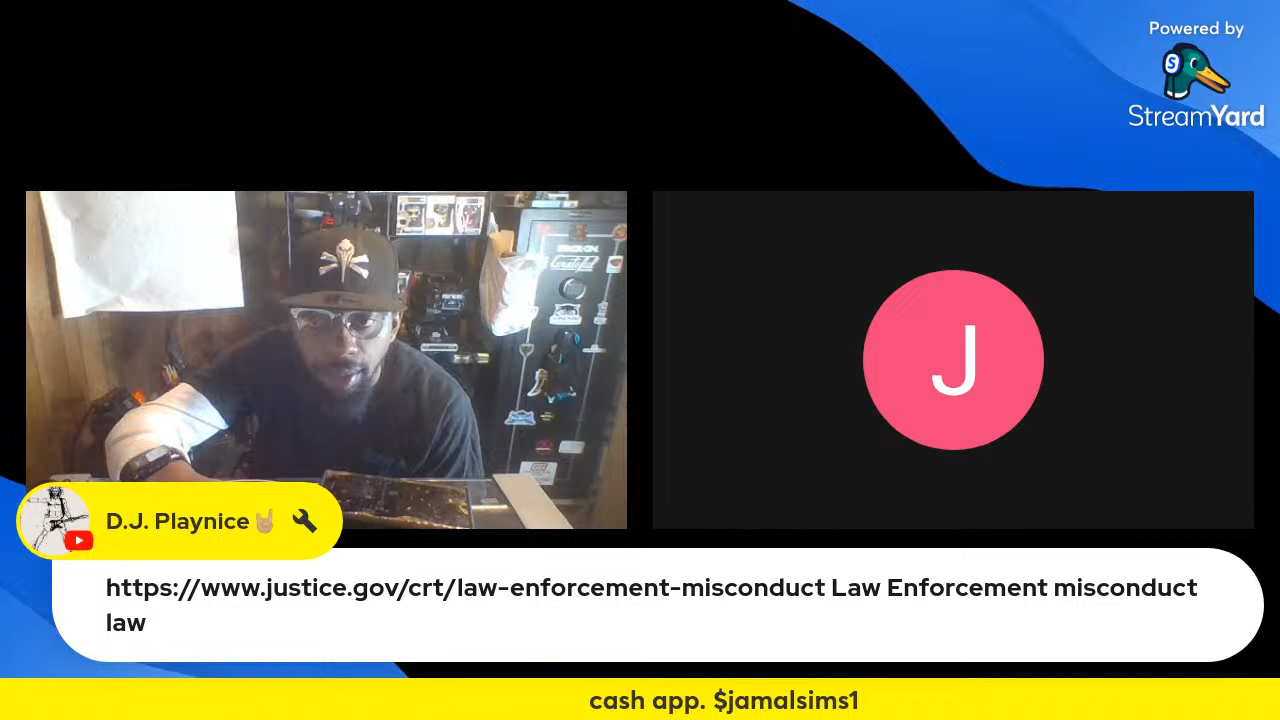 Powered by
StreamYard
J
D.J. Playnice🤘🏽
https://www.justice.gov/crt/law-enforcement-misconduct Law Enforcement misconduct
law
cash app. $jamalsims1